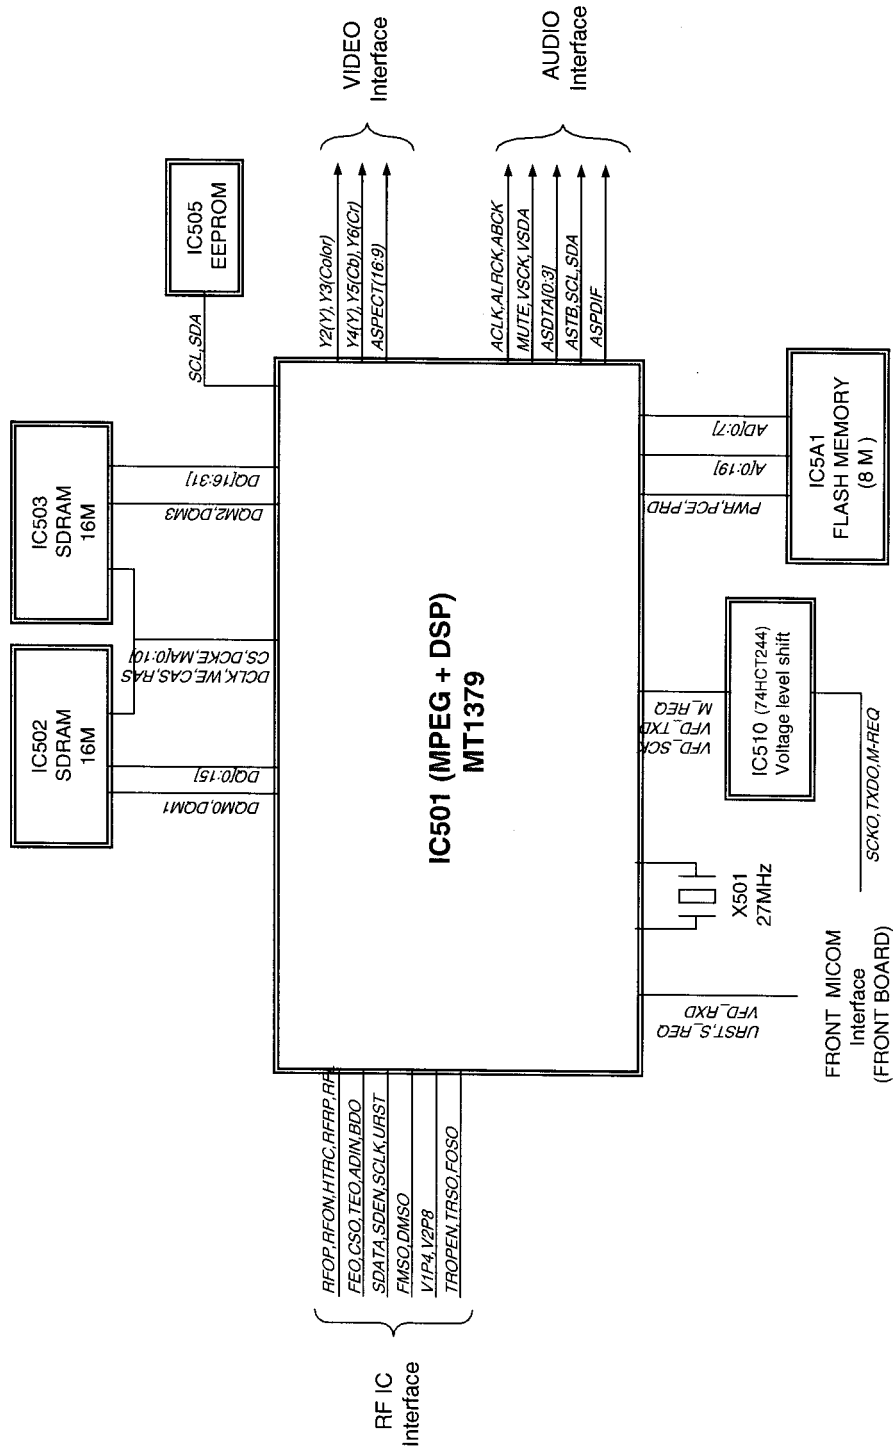 IC502
SDRAM
16M
IC503
SDRAM
16M
IC505
EEPROM
DQM0,DQM1
DQ[0:15]
DCLK,WE,CAS,RAS
CS,DCKE,MA[0:10]
DQM2,DQM3
DQ[16:31]
SCL,SDA
RF IC
Interface
RFOP,RFON,HTRC,RFRP,RF
FEO,CSO,TEO,ADIN,BDO
SDATA,SDEN,SCLK,URST
FMSO,DMSO
V1P4,V2P8
TROPEN,TRSO,FOSO
IC501 (MPEG + DSP)
MT1379
Y2(Y),Y3(Color)
Y4(Y),Y5(Cb),Y6(Cr)
ASPECT(16:9)
VIDEO
Interface
ACLK,ALRCK,ABCK
MUTE,VSCK,VSDA
ASDTA[0:3]
ASTB,SCL,SDA
ASPDIF
AUDIO
Interface
URST,S_REQ
VFD_RXD
X501
27MHz
VFD_SCK
VFD_TXD
M_REQ
PWR,PCE,PRD
A[0:19]
AD[0:7]
IC510 (74HCT244)
Voltage level shift
IC5A1
FLASH MEMORY
(8 M )
SCKO,TXDO,M-REQ
FRONT MICOM
Interface
(FRONT BOARD)